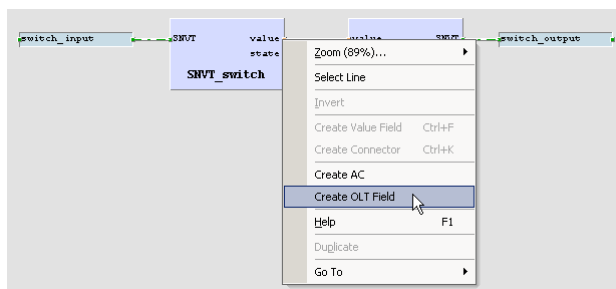 switch_input
SNVT value
state
SNVT_switch
value SNVT
switch_output
Zoom (89%)...
Select Line
Invert
Create Value Field Ctrl+F
Create Connector Ctrl+K
Create AC
Create OLT Field
Help F1
Duplicate
Go To